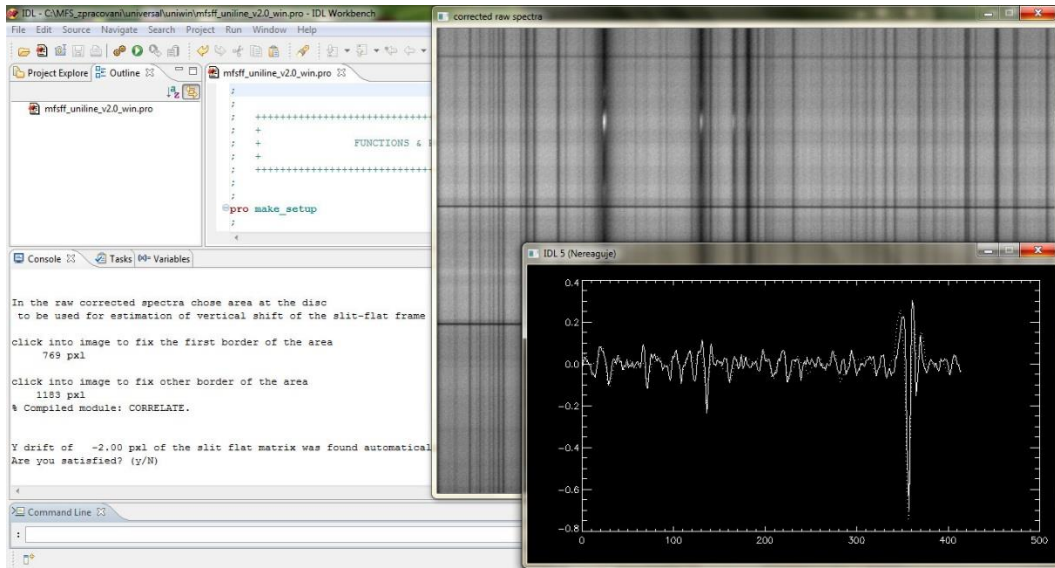 IDL - C:\MFS_zpracovani\universal\uniwin\mfsff_uniline_v2.0_win.pro - IDL Workbench
File Edit Source Navigate Search Project Run Window Help
Project Explore Outline
mfsff_uniline_v2.0_win.pro
mfsff_uniline_v2.0_win.pro
;
;
; ++++++++++++++++++++++++++++++
; +
; + FUNCTIONS &
; +
; ++++++++++++++++++++++++++++++
;
;
pro make_setup
;
Console Tasks Variables
In the raw corrected spectra chose area at the disc
to be used for estimation of vertical shift of the slit-flat frame
click into image to fix the first border of the area
769 pxl
click into image to fix other border of the area
1183 pxl
% Compiled module: CORRELATE.
Y drift of -2.00 pxl of the slit flat matrix was found automatical
Are you satisfied? (y/N)
Command Line
:
corrected raw spectra
IDL 5 (Nereaguje)
0.4
0.2
0.0
-0.2
-0.4
-0.6
-0.8
0 100 200 300 400 500